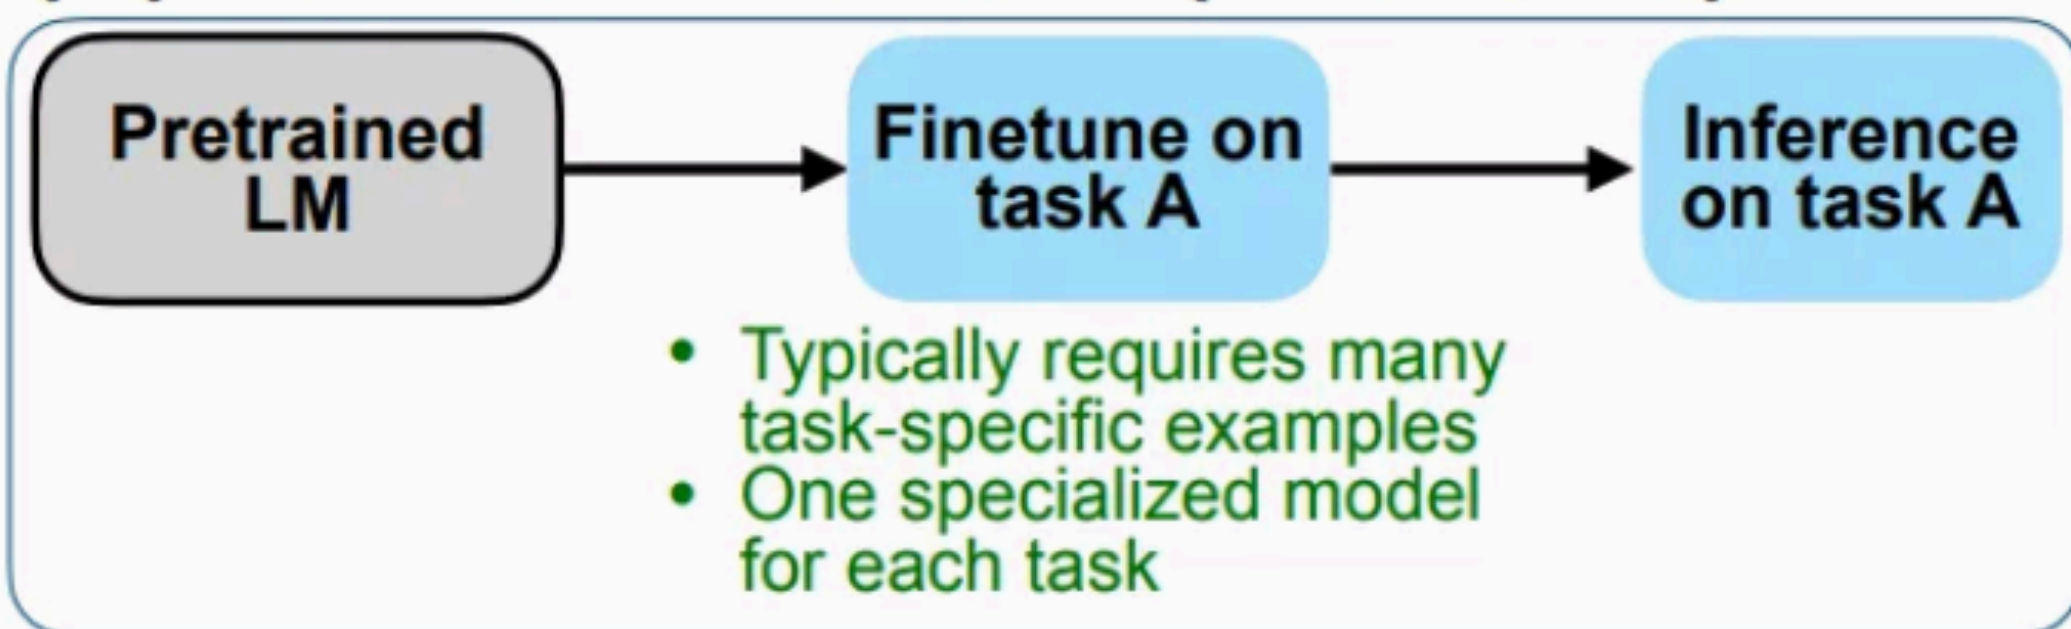 Pretrained
LM
Finetune on
task A
Inference
on task A
• Typically requires many
task-specific examples
• One specialized model
for each task